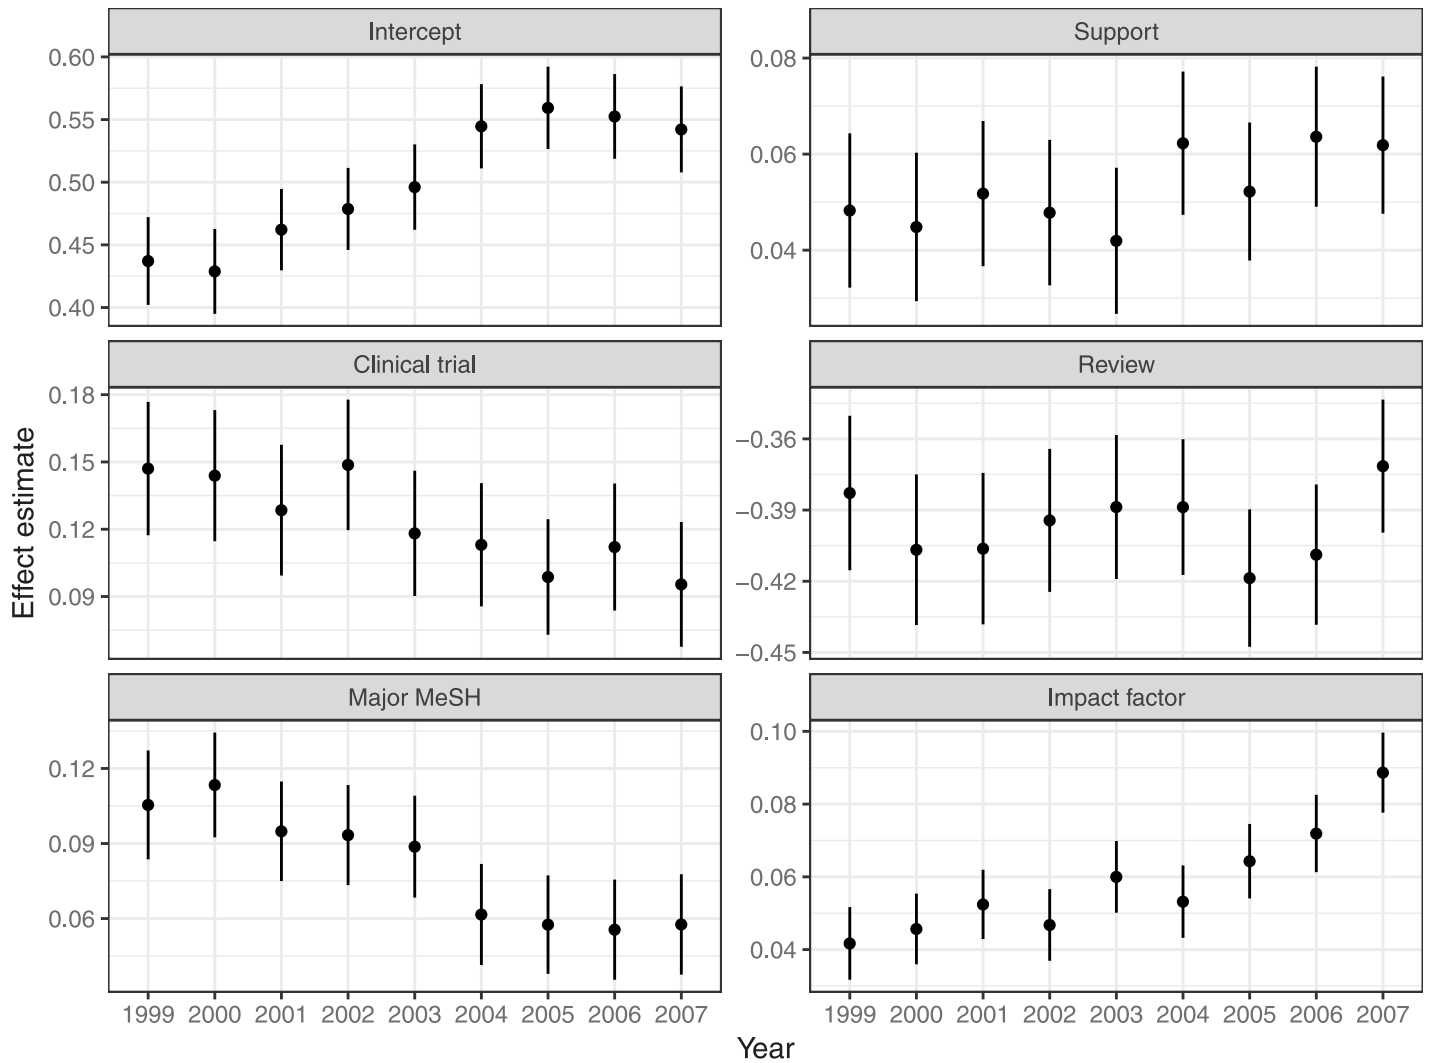 Intercept
Support
0.60
0.55
0.50
0.45
0.40
0.08
0.06
0.04
Clinical trial
Review
0.18
0.15
0.12
0.09
−0.36
−0.39
−0.42
−0.45
Effect estimate
Major MeSH
Impact factor
0.12
0.09
0.06
0.10
0.08
0.06
0.04
1999 2000 2001 2002 2003 2004 2005 2006 2007
1999 2000 2001 2002 2003 2004 2005 2006 2007
Year